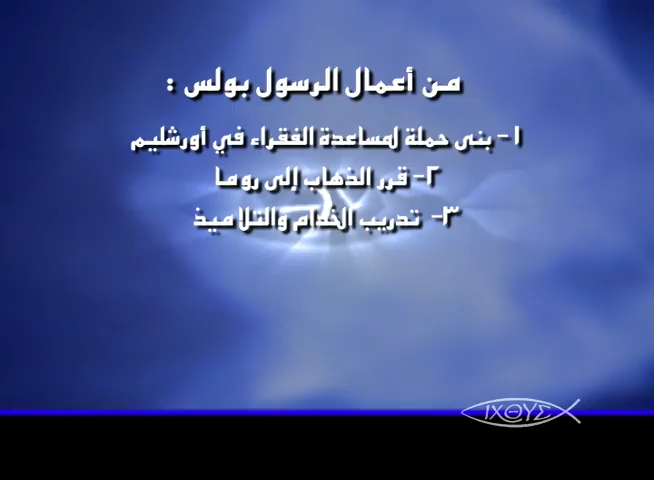 من أعمال الرسول بولس :
١- بنى حملة لمساعدة الفقراء في أورشليم
٢- قرر الذهاب إلى روما
٣- تدريب الخدام والتلاميذ
ΙΧΘΥΣ